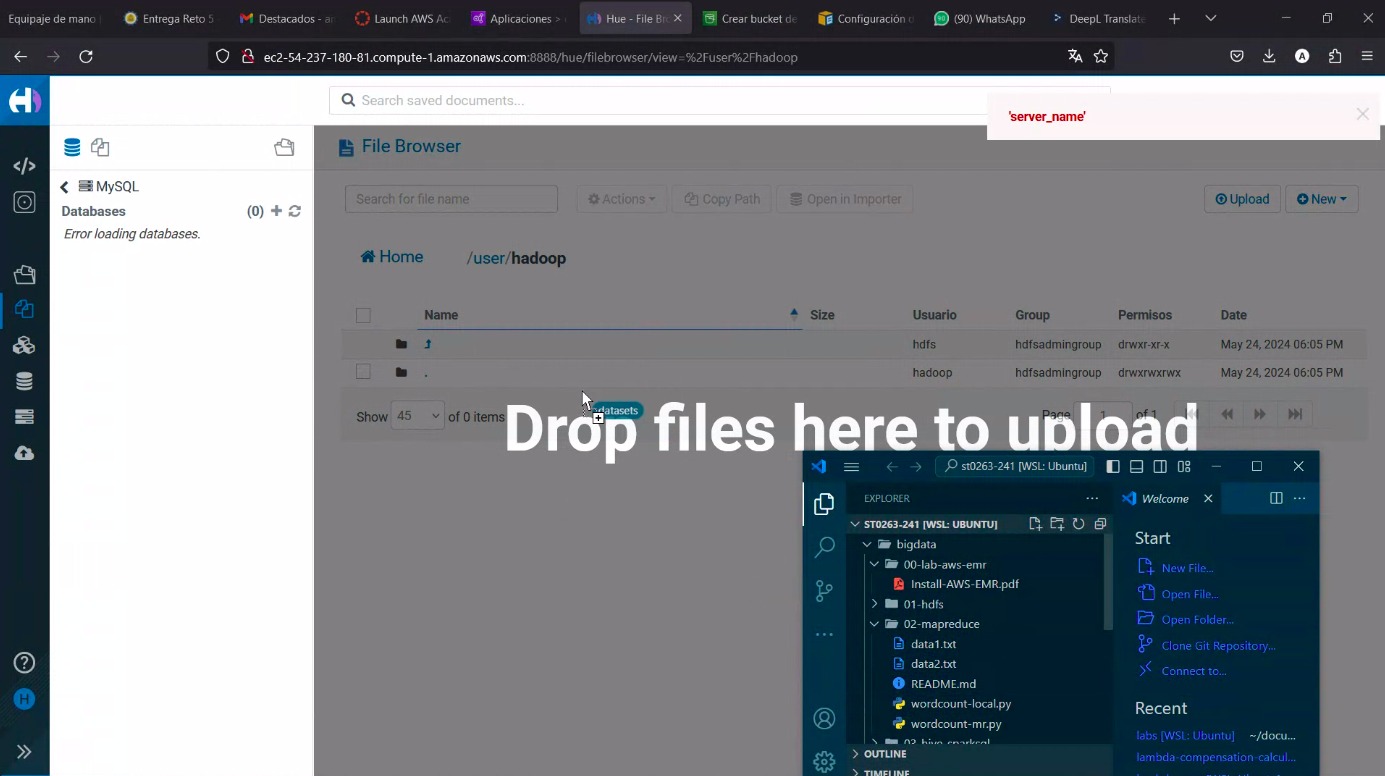 Equipaje de mano
Entrega Reto 5
Destacados - a
Launch AWS Ac
Aplicaciones >
Hue - File Br
Crear bucket de
Configuración d
(90) WhatsApp
DeepL Translate
ec2-54-237-180-81.compute-1.amazonaws.com:8888/hue/filebrowser/view=%2Fuser%2Fhadoop
Search saved documents...
'server_name'
File Browser
MySQL
Databases
(0)
Error loading databases.
Search for file name
Actions
Copy Path
Open in Importer
Upload
New
Home
/user/hadoop
Name
Size
Usuario
Group
Permisos
Date
hdfs
hdfsadmingroup
drwxr-xr-x
May 24, 2024 06:05 PM
.
hadoop
hdfsadmingroup
drwxrwxrwx
May 24, 2024 06:05 PM
Show 45 of 0 items
Page 1 of 1
datasets
Drop files here to upload
st0263-241 [WSL: Ubuntu]
EXPLORER
ST0263-241 [WSL: UBUNTU]
bigdata
00-lab-aws-emr
Install-AWS-EMR.pdf
01-hdfs
02-mapreduce
data1.txt
data2.txt
README.md
wordcount-local.py
wordcount-mr.py
03-hive-sparksql
OUTLINE
TIMELINE
Welcome
Start
New File...
Open File...
Open Folder...
Clone Git Repository...
Connect to...
Recent
labs [WSL: Ubuntu] ~/docu...
lambda-compensation-calcul...
H
A